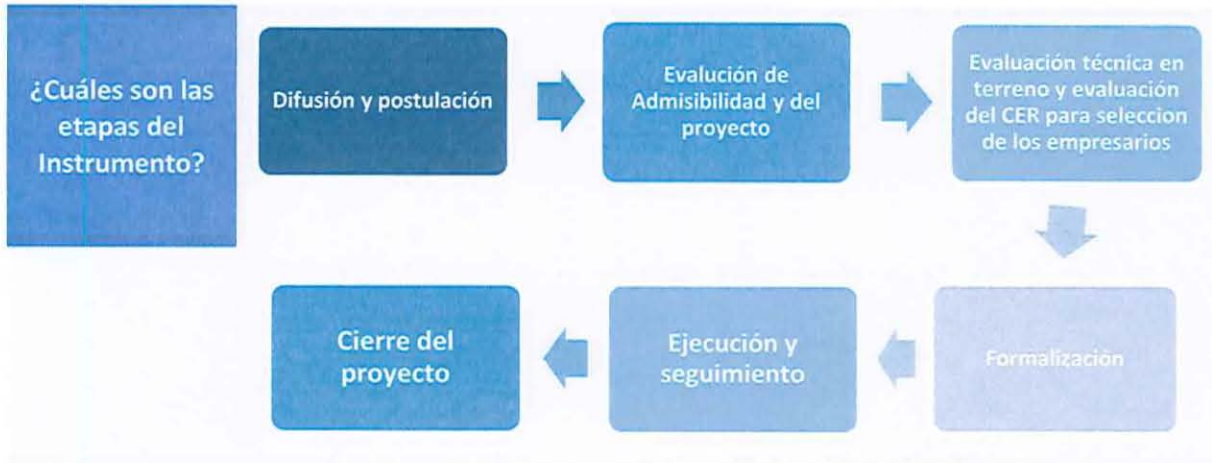 ¿Cuáles son las
etapas del
Instrumento?
Difusión y postulación
Evalución de
Admisibilidad y del
proyecto
Evaluación técnica en
terreno y evaluación
del CER para seleccion
de los empresarios
Formalización
Ejecución y
seguimiento
Cierre del
proyecto